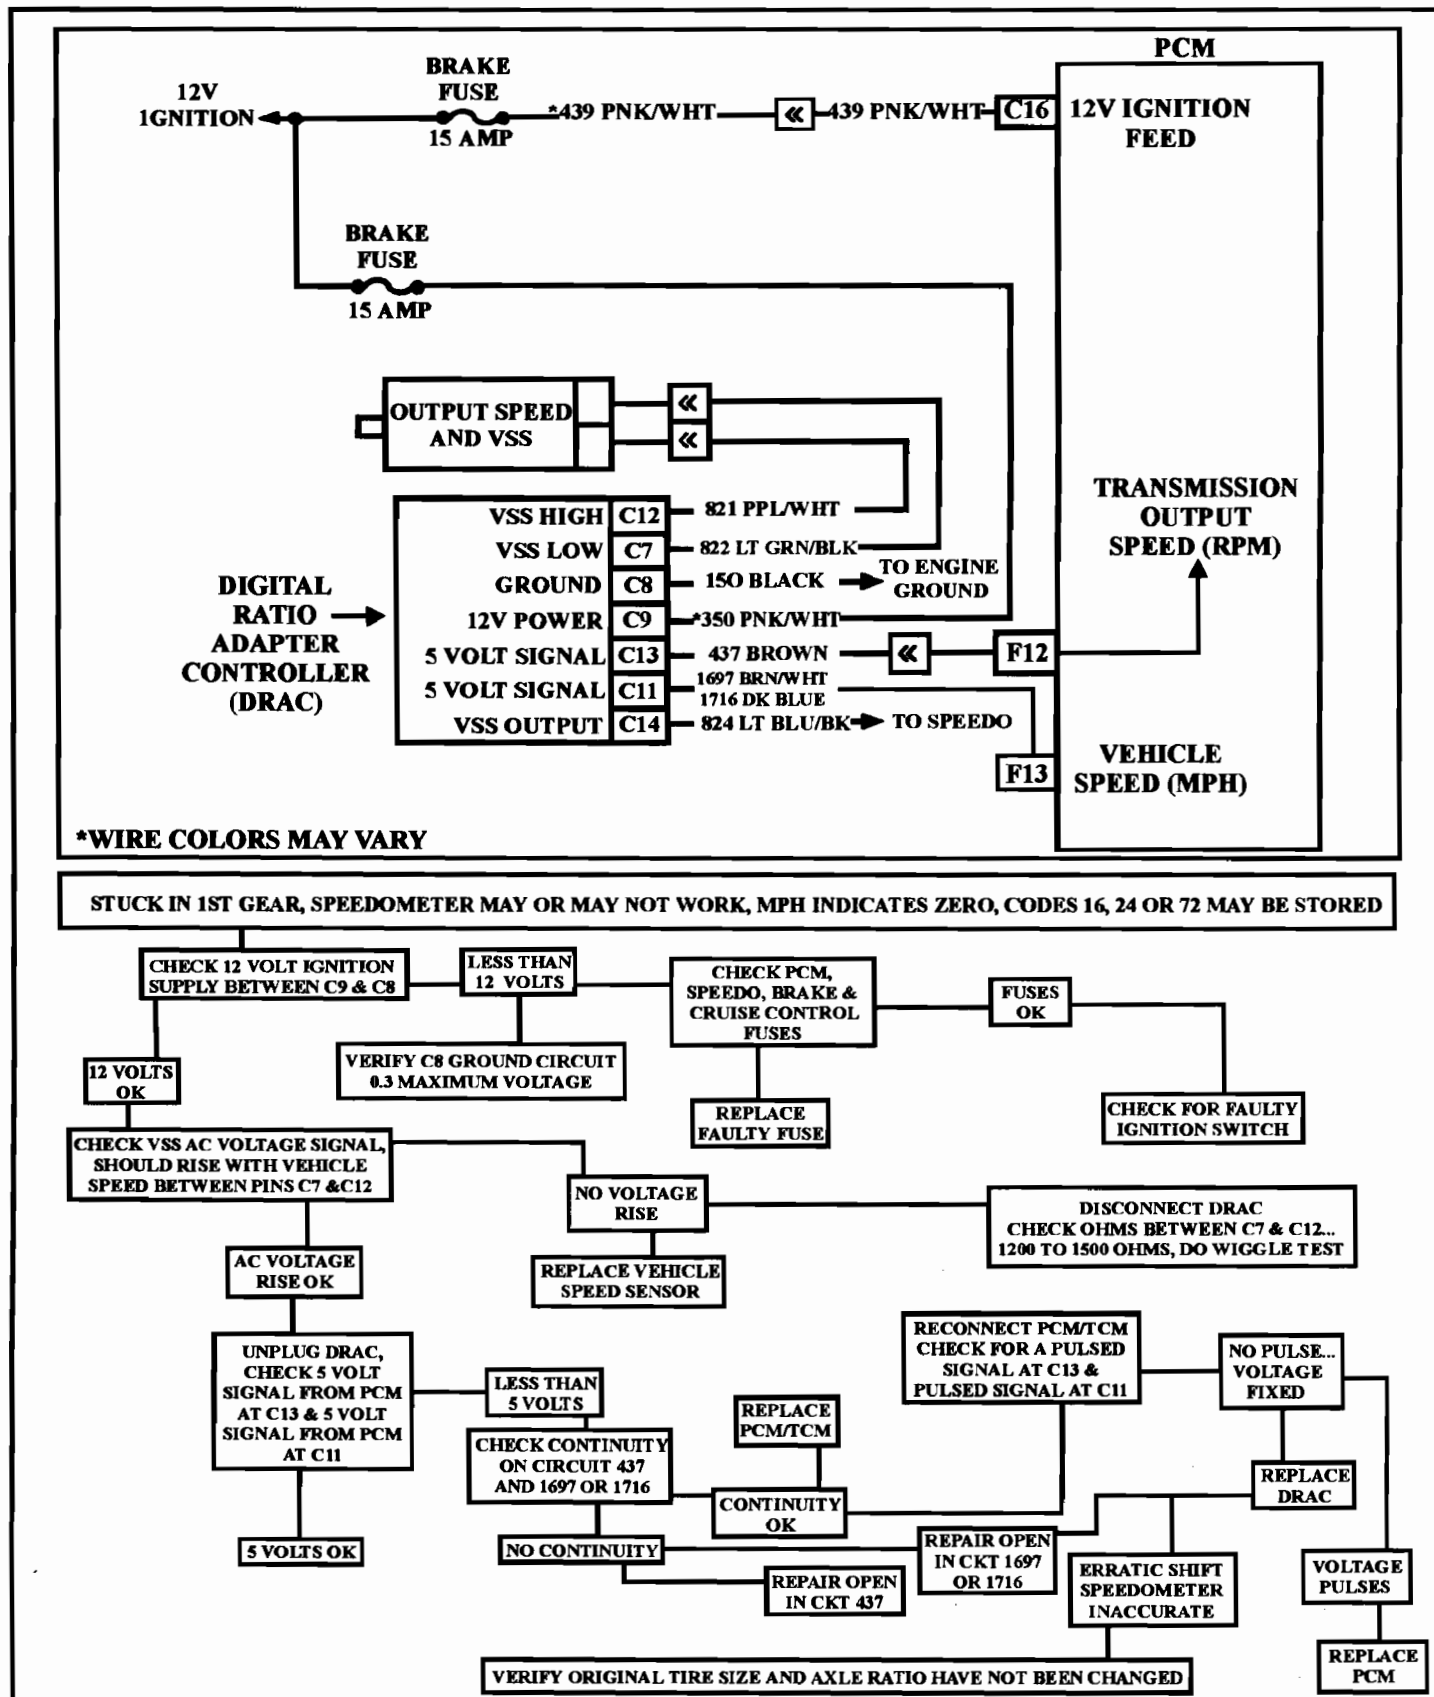 PCM
BRAKE
FUSE
15 AMP
12V
1GNITION
*439 PNK/WHT
«
439 PNK/WHT
C16
12V IGNITION
FEED
BRAKE
FUSE
15 AMP
OUTPUT SPEED
AND VSS
«
«
TRANSMISSION
OUTPUT
SPEED (RPM)
DIGITAL
RATIO
ADAPTER
CONTROLLER
(DRAC)
VSS HIGH C12 821 PPL/WHT
VSS LOW C7 822 LT GRN/BLK
GROUND C8 15O BLACK
TO ENGINE
GROUND
12V POWER C9 *350 PNK/WHT
5 VOLT SIGNAL C13 437 BROWN « F12
5 VOLT SIGNAL C11 1697 BRN/WHT
1716 DK BLUE
VSS OUTPUT C14 824 LT BLU/BK TO SPEEDO
F13
VEHICLE
SPEED (MPH)
*WIRE COLORS MAY VARY
STUCK IN 1ST GEAR, SPEEDOMETER MAY OR MAY NOT WORK, MPH INDICATES ZERO, CODES 16, 24 OR 72 MAY BE STORED
CHECK 12 VOLT IGNITION
SUPPLY BETWEEN C9 & C8
LESS THAN
12 VOLTS
CHECK PCM,
SPEEDO, BRAKE &
CRUISE CONTROL
FUSES
FUSES
OK
12 VOLTS
OK
VERIFY C8 GROUND CIRCUIT
0.3 MAXIMUM VOLTAGE
REPLACE
FAULTY FUSE
CHECK FOR FAULTY
IGNITION SWITCH
CHECK VSS AC VOLTAGE SIGNAL,
SHOULD RISE WITH VEHICLE
SPEED BETWEEN PINS C7 &C12
NO VOLTAGE
RISE
DISCONNECT DRAC
CHECK OHMS BETWEEN C7 & C12...
1200 TO 1500 OHMS, DO WIGGLE TEST
AC VOLTAGE
RISE OK
REPLACE VEHICLE
SPEED SENSOR
UNPLUG DRAC,
CHECK 5 VOLT
SIGNAL FROM PCM
AT C13 & 5 VOLT
SIGNAL FROM PCM
AT C11
LESS THAN
5 VOLTS
REPLACE
PCM/TCM
RECONNECT PCM/TCM
CHECK FOR A PULSED
SIGNAL AT C13 &
PULSED SIGNAL AT C11
NO PULSE...
VOLTAGE
FIXED
CHECK CONTINUITY
ON CIRCUIT 437
AND 1697 OR 1716
CONTINUITY
OK
REPLACE
DRAC
5 VOLTS OK
NO CONTINUITY
REPAIR OPEN
IN CKT 1697
OR 1716
REPAIR OPEN
IN CKT 437
ERRATIC SHIFT
SPEEDOMETER
INACCURATE
VOLTAGE
PULSES
REPLACE
PCM
VERIFY ORIGINAL TIRE SIZE AND AXLE RATIO HAVE NOT BEEN CHANGED